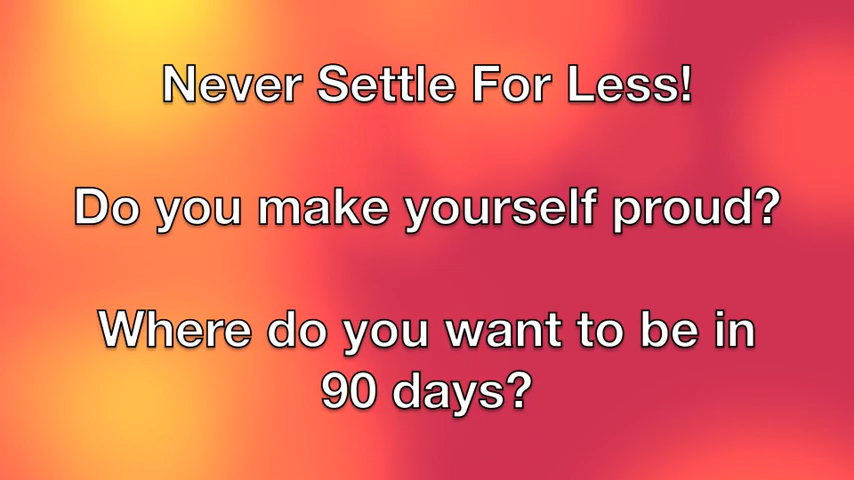 Never Settle For Less!
Do you make yourself proud?
Where do you want to be in
90 days?